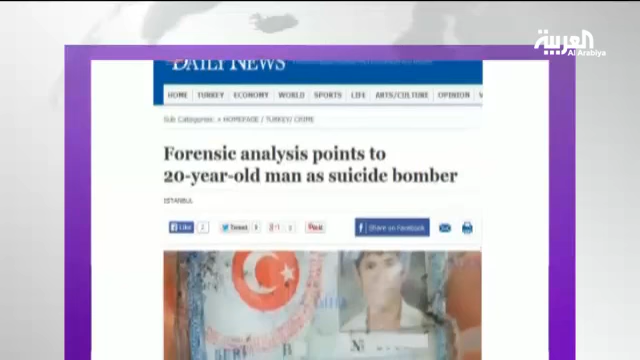 العربية
Al Arabiya
DAILY NEWS
HOME TURKEY ECONOMY WORLD SPORTS LIFE ARTS/CULTURE OPINION
Sub Categories: > HOMEPAGE / TURKEY/ CRIME
Forensic analysis points to
20-year-old man as suicide bomber
ISTANBUL
Like 2 Tweet Pin it Share on Facebook